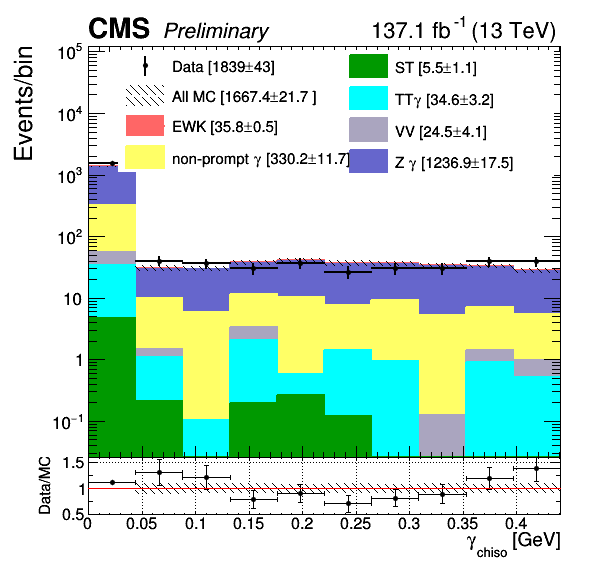 CMS Preliminary 137.1 fb⁻¹ (13 TeV)
Events/bin
10⁵
10⁴
10³
10²
10
1
10⁻¹
Data [1839±43]
All MC [1667.4±21.7 ]
EWK [35.8±0.5]
non-prompt γ [330.2±11.7]
ST [5.5±1.1]
TTγ [34.6±3.2]
VV [24.5±4.1]
Z γ [1236.9±17.5]
Data/MC
1.5
1
0.5
0 0.05 0.1 0.15 0.2 0.25 0.3 0.35 0.4
γchiso [GeV]